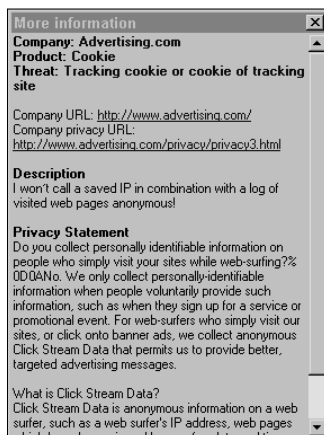 More information
Company: Advertising.com
Product: Cookie
Threat: Tracking cookie or cookie of tracking
site
Company URL: http://www.advertising.com/
Company privacy URL:
http://www.advertising.com/privacy/privacy3.html
Description
I won't call a saved IP in combination with a log of
visited web pages anonymous!
Privacy Statement
Do you collect personally identifiable information on
people who simply visit your sites while web-surfing?%
0D0ANo. We only collect personally-identifiable
information when people voluntarily provide such
information, such as when they sign up for a service or
promotional event. For web-surfers who simply visit our
sites, or click onto banner ads, we collect anonymous
Click Stream Data that permits us to provide better,
targeted advertising messages.
What is Click Stream Data?
Click Stream Data is anonymous information on a web
surfer, such as a web surfer's IP address, web pages